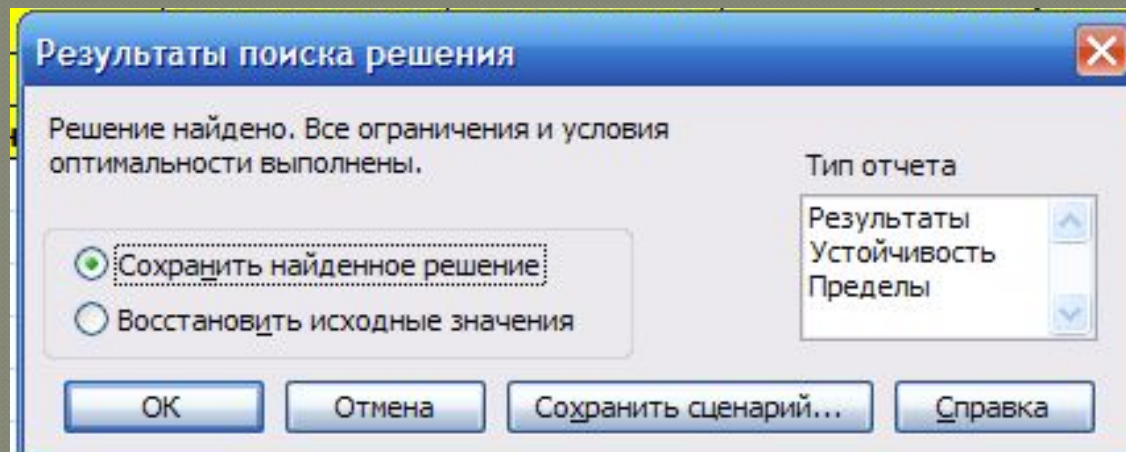 Результаты поиска решения
Решение найдено. Все ограничения и условия
оптимальности выполнены.
Тип отчета
Результаты
Устойчивость
Пределы
Сохранить найденное решение
Восстановить исходные значения
ОК
Отмена
Сохранить сценарий...
Справка